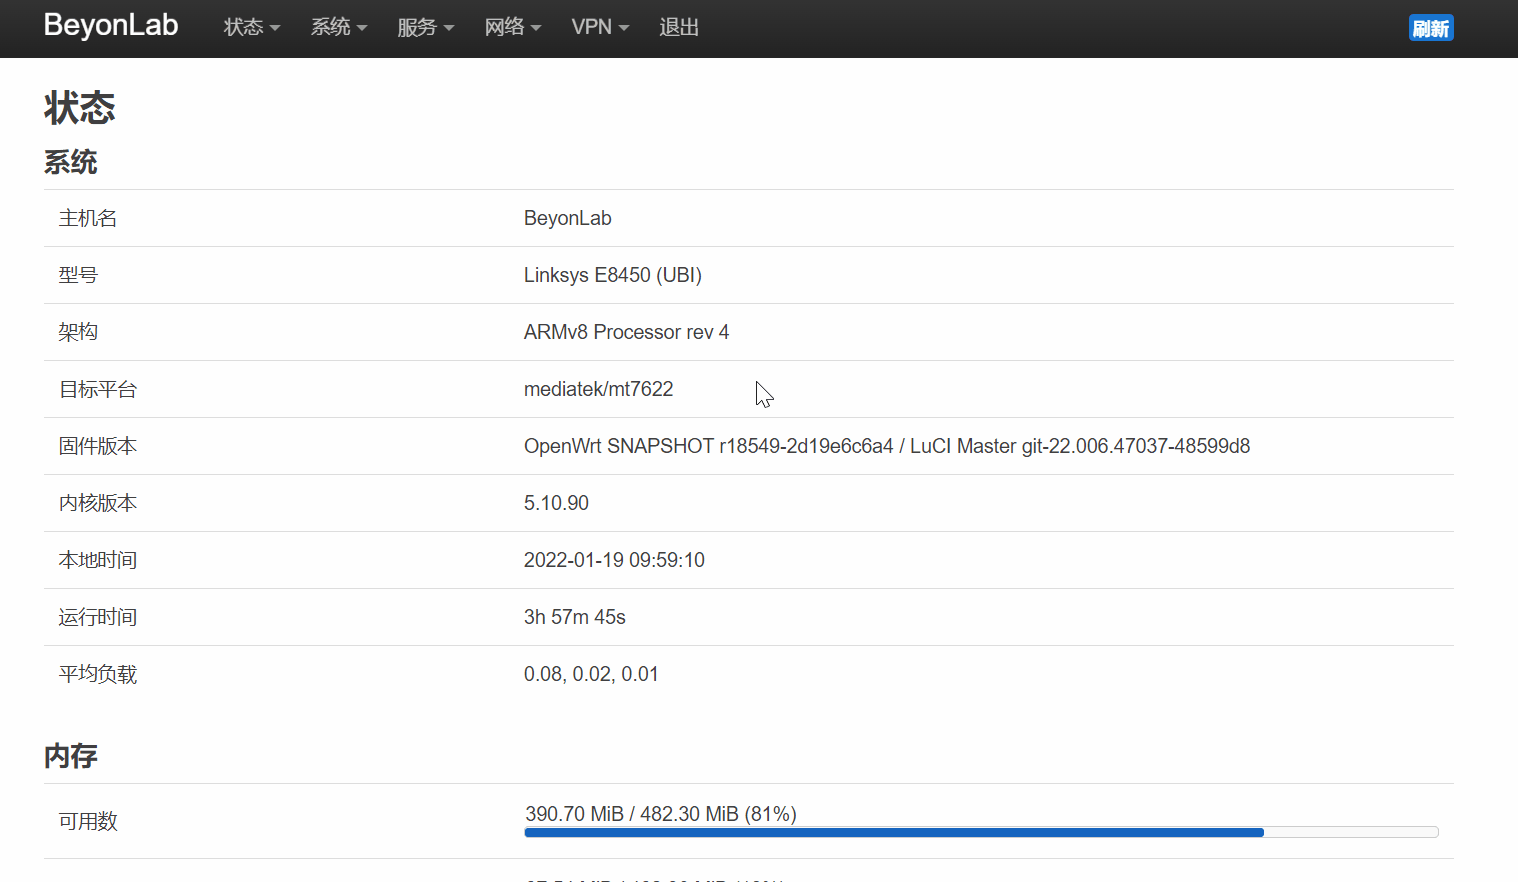 BeyonLab 状态 系统 服务 网络 VPN 退出 刷新
状态
系统
主机名 BeyonLab
型号 Linksys E8450 (UBI)
架构 ARMv8 Processor rev 4
目标平台 mediatek/mt7622
固件版本 OpenWrt SNAPSHOT r18549-2d19e6c6a4 / LuCI Master git-22.006.47037-48599d8
内核版本 5.10.90
本地时间 2022-01-19 09:59:10
运行时间 3h 57m 45s
平均负载 0.08, 0.02, 0.01
内存
可用数 390.70 MiB / 482.30 MiB (81%)